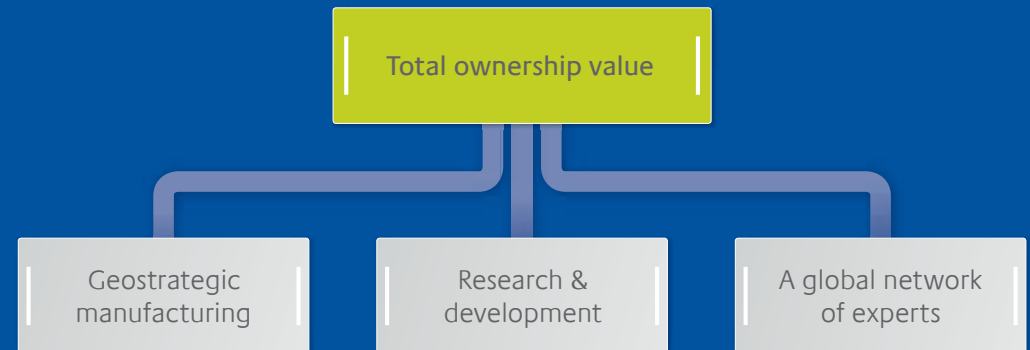 Total ownership value
Geostrategic
manufacturing
Research &
development
A global network
of experts